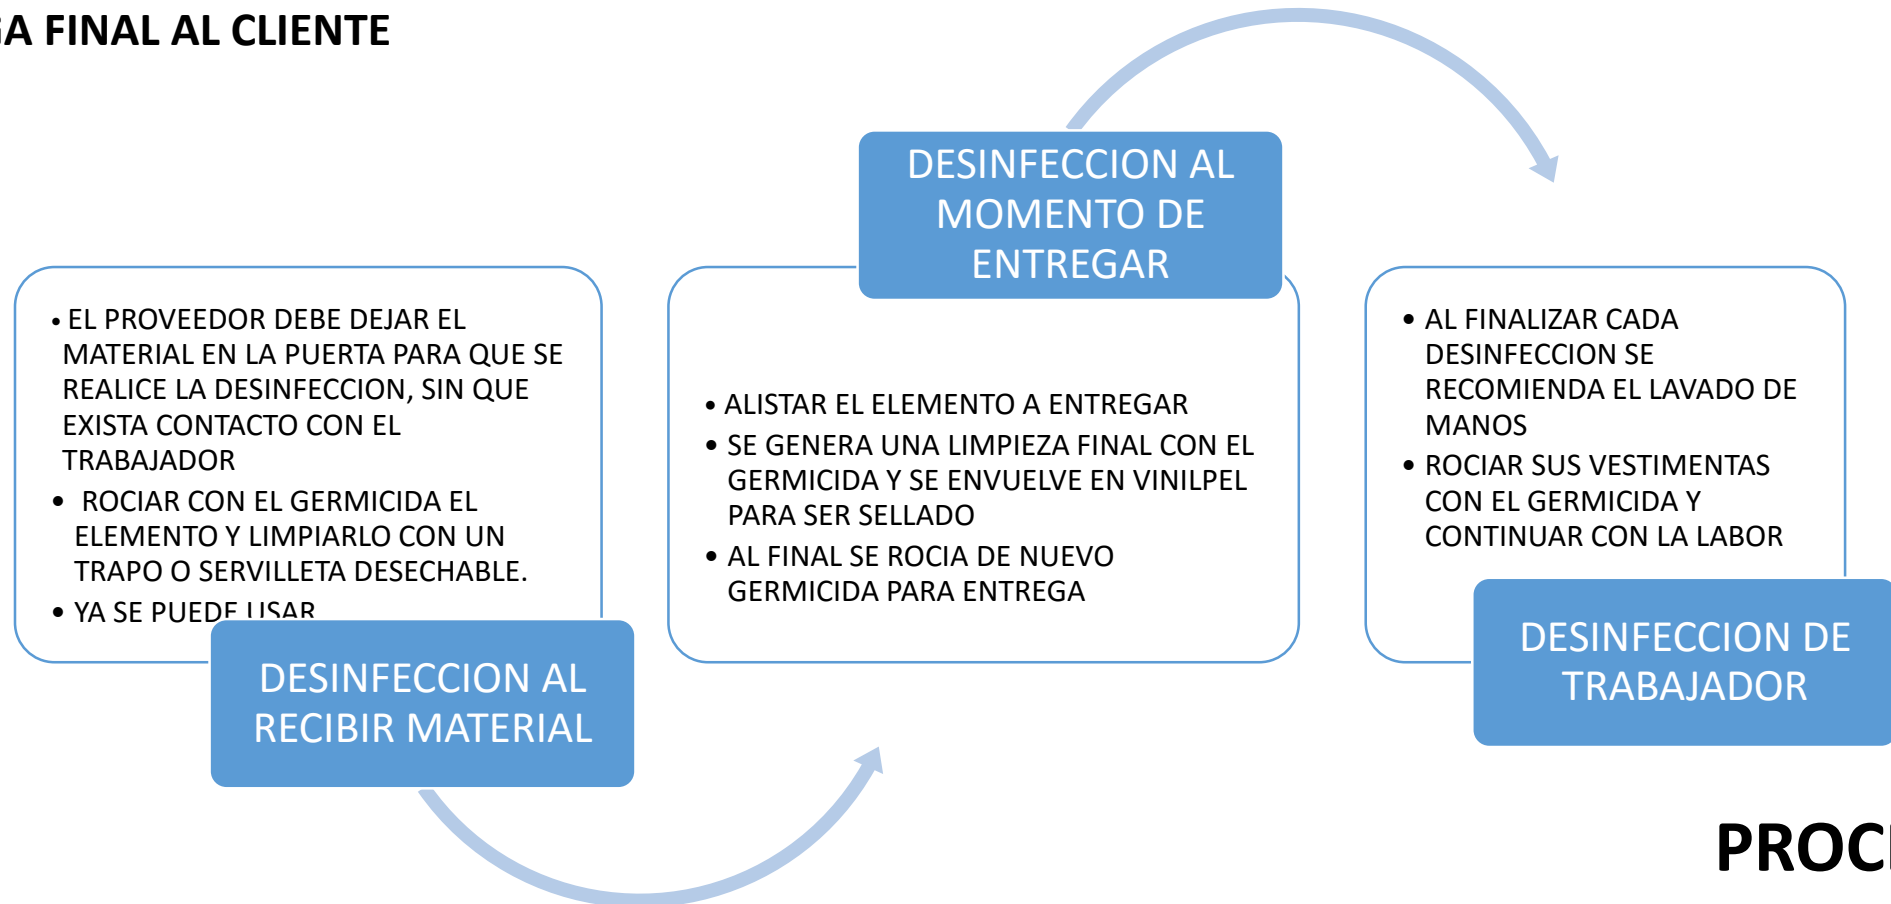 GA FINAL AL CLIENTE
• EL PROVEEDOR DEBE DEJAR EL
MATERIAL EN LA PUERTA PARA QUE SE
REALICE LA DESINFECCION, SIN QUE
EXISTA CONTACTO CON EL
TRABAJADOR
• ROCIAR CON EL GERMICIDA EL
ELEMENTO Y LIMPIARLO CON UN
TRAPO O SERVILLETA DESECHABLE.
• YA SE PUEDE USAR
DESINFECCION AL
RECIBIR MATERIAL
DESINFECCION AL
MOMENTO DE
ENTREGAR
• ALISTAR EL ELEMENTO A ENTREGAR
• SE GENERA UNA LIMPIEZA FINAL CON EL
GERMICIDA Y SE ENVUELVE EN VINILPEL
PARA SER SELLADO
• AL FINAL SE ROCIA DE NUEVO
GERMICIDA PARA ENTREGA
• AL FINALIZAR CADA
DESINFECCION SE
RECOMIENDA EL LAVADO DE
MANOS
• ROCIAR SUS VESTIMENTAS
CON EL GERMICIDA Y
CONTINUAR CON LA LABOR
DESINFECCION DE
TRABAJADOR
PROC